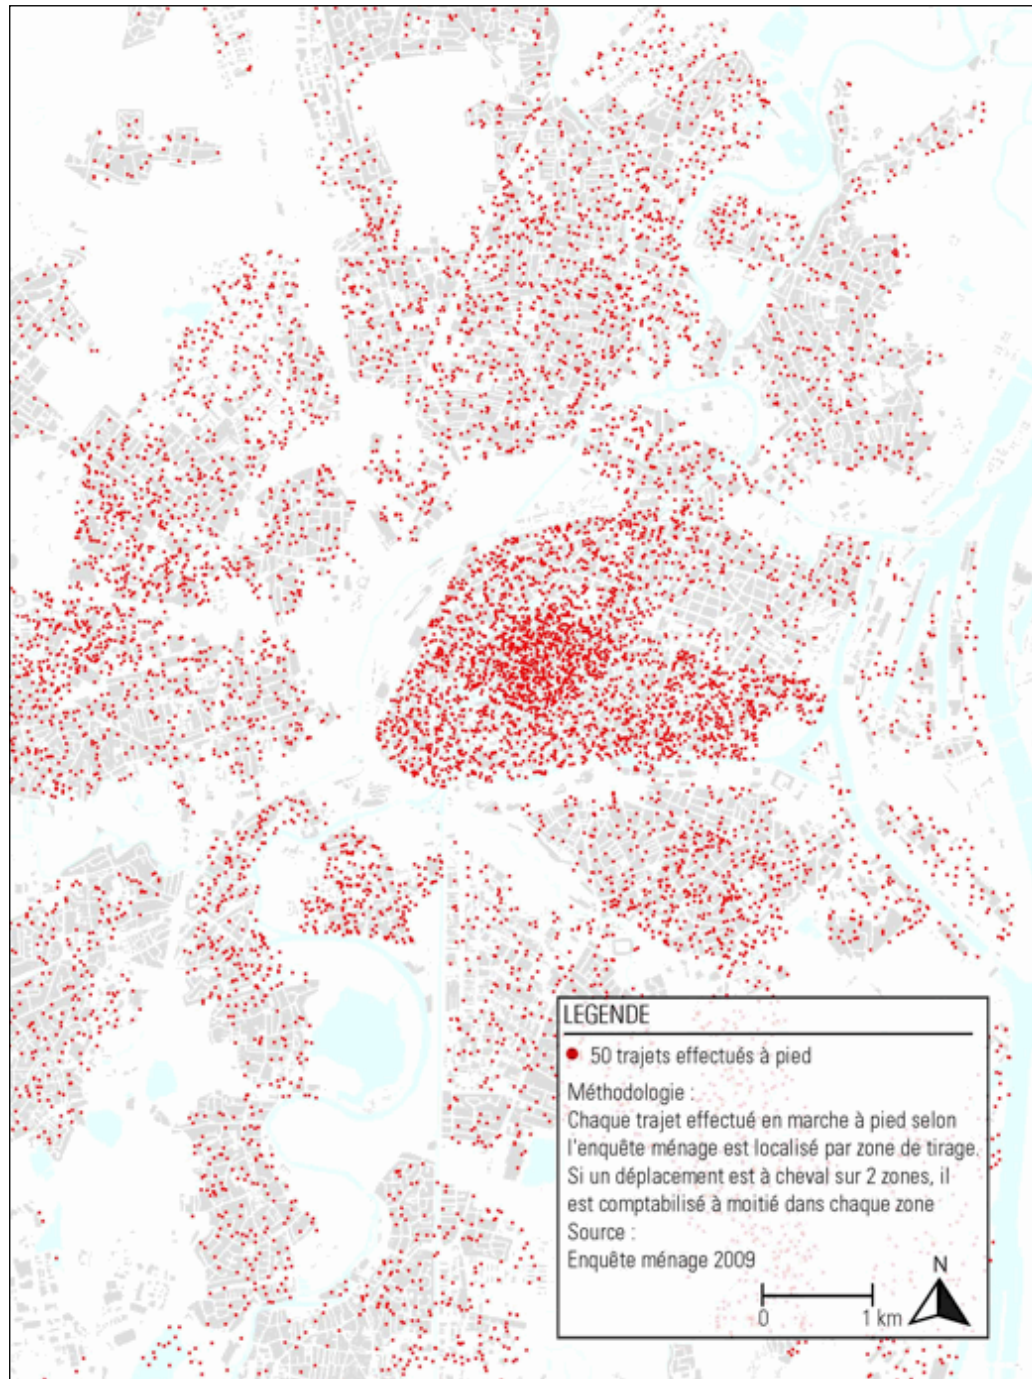 LEGENDE
50 trajets effectués à pied
Méthodologie :
Chaque trajet effectué en marche à pied selon
l'enquête ménage est localisé par zone de tirage.
Si un déplacement est à cheval sur 2 zones, il
est comptabilisé à moitié dans chaque zone
Source :
Enquête ménage 2009
N
0 1 km